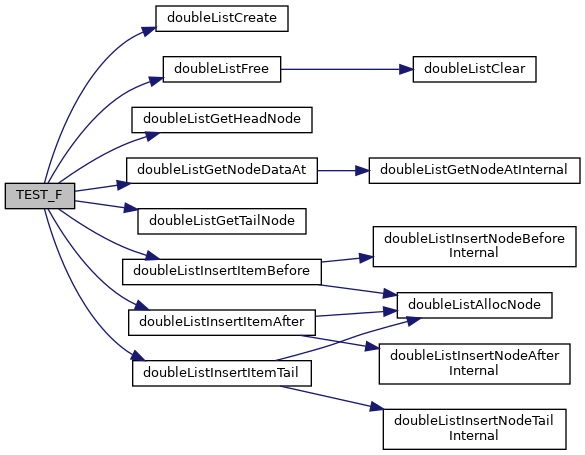 doubleListCreate
doubleListFree
doubleListClear
doubleListGetHeadNode
doubleListGetNodeDataAt
doubleListGetNodeAtInternal
TEST_F
doubleListGetTailNode
doubleListInsertNodeBefore
Internal
doubleListInsertItemBefore
doubleListAllocNode
doubleListInsertItemAfter
doubleListInsertNodeAfter
Internal
doubleListInsertItemTail
doubleListInsertNodeTail
Internal